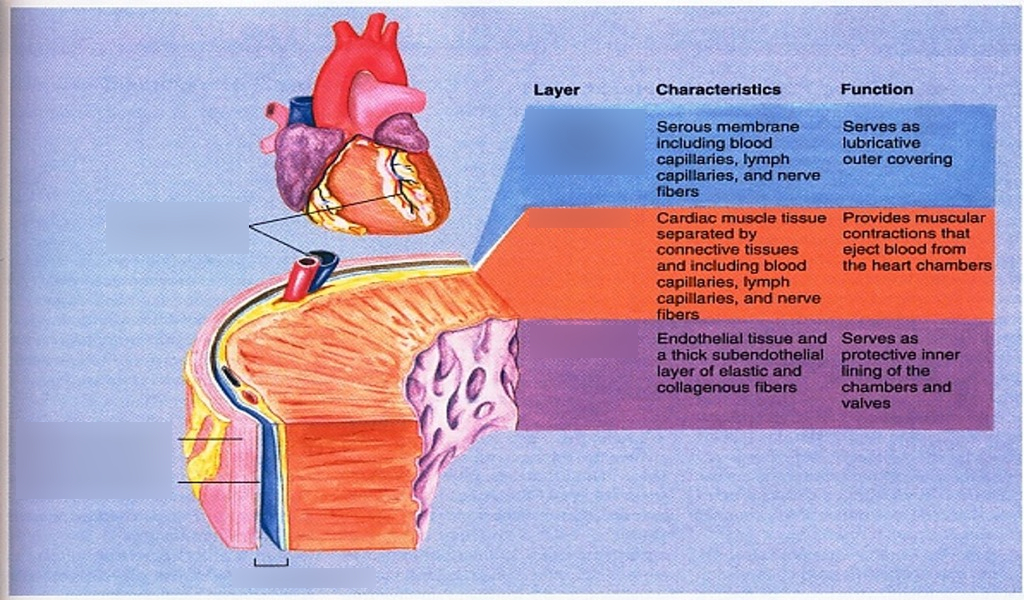 Layer Characteristics Function
Serous membrane
including blood
capillaries, lymph
capillaries, and nerve
fibers
Serves as
lubricative
outer covering
Cardiac muscle tissue
separated by
connective tissues
and including blood
capillaries, lymph
capillaries, and nerve
fibers
Provides muscular
contractions that
eject blood from
the heart chambers
Endothelial tissue and
a thick subendothelial
layer of elastic and
collagenous fibers
Serves as
protective inner
lining of the
chambers and
valves